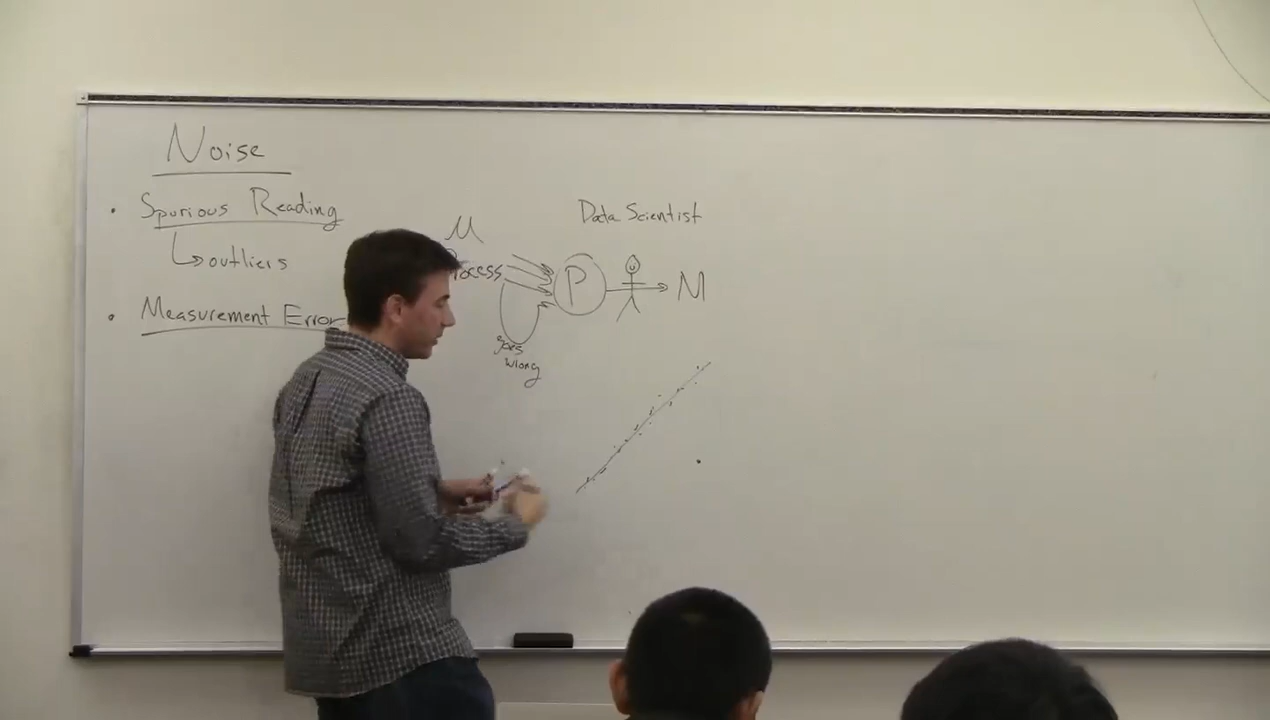 Noise
• Spurious Reading
outliers
• Measurement Error
M
Process
goes
wrong
Data Scientist
P
M